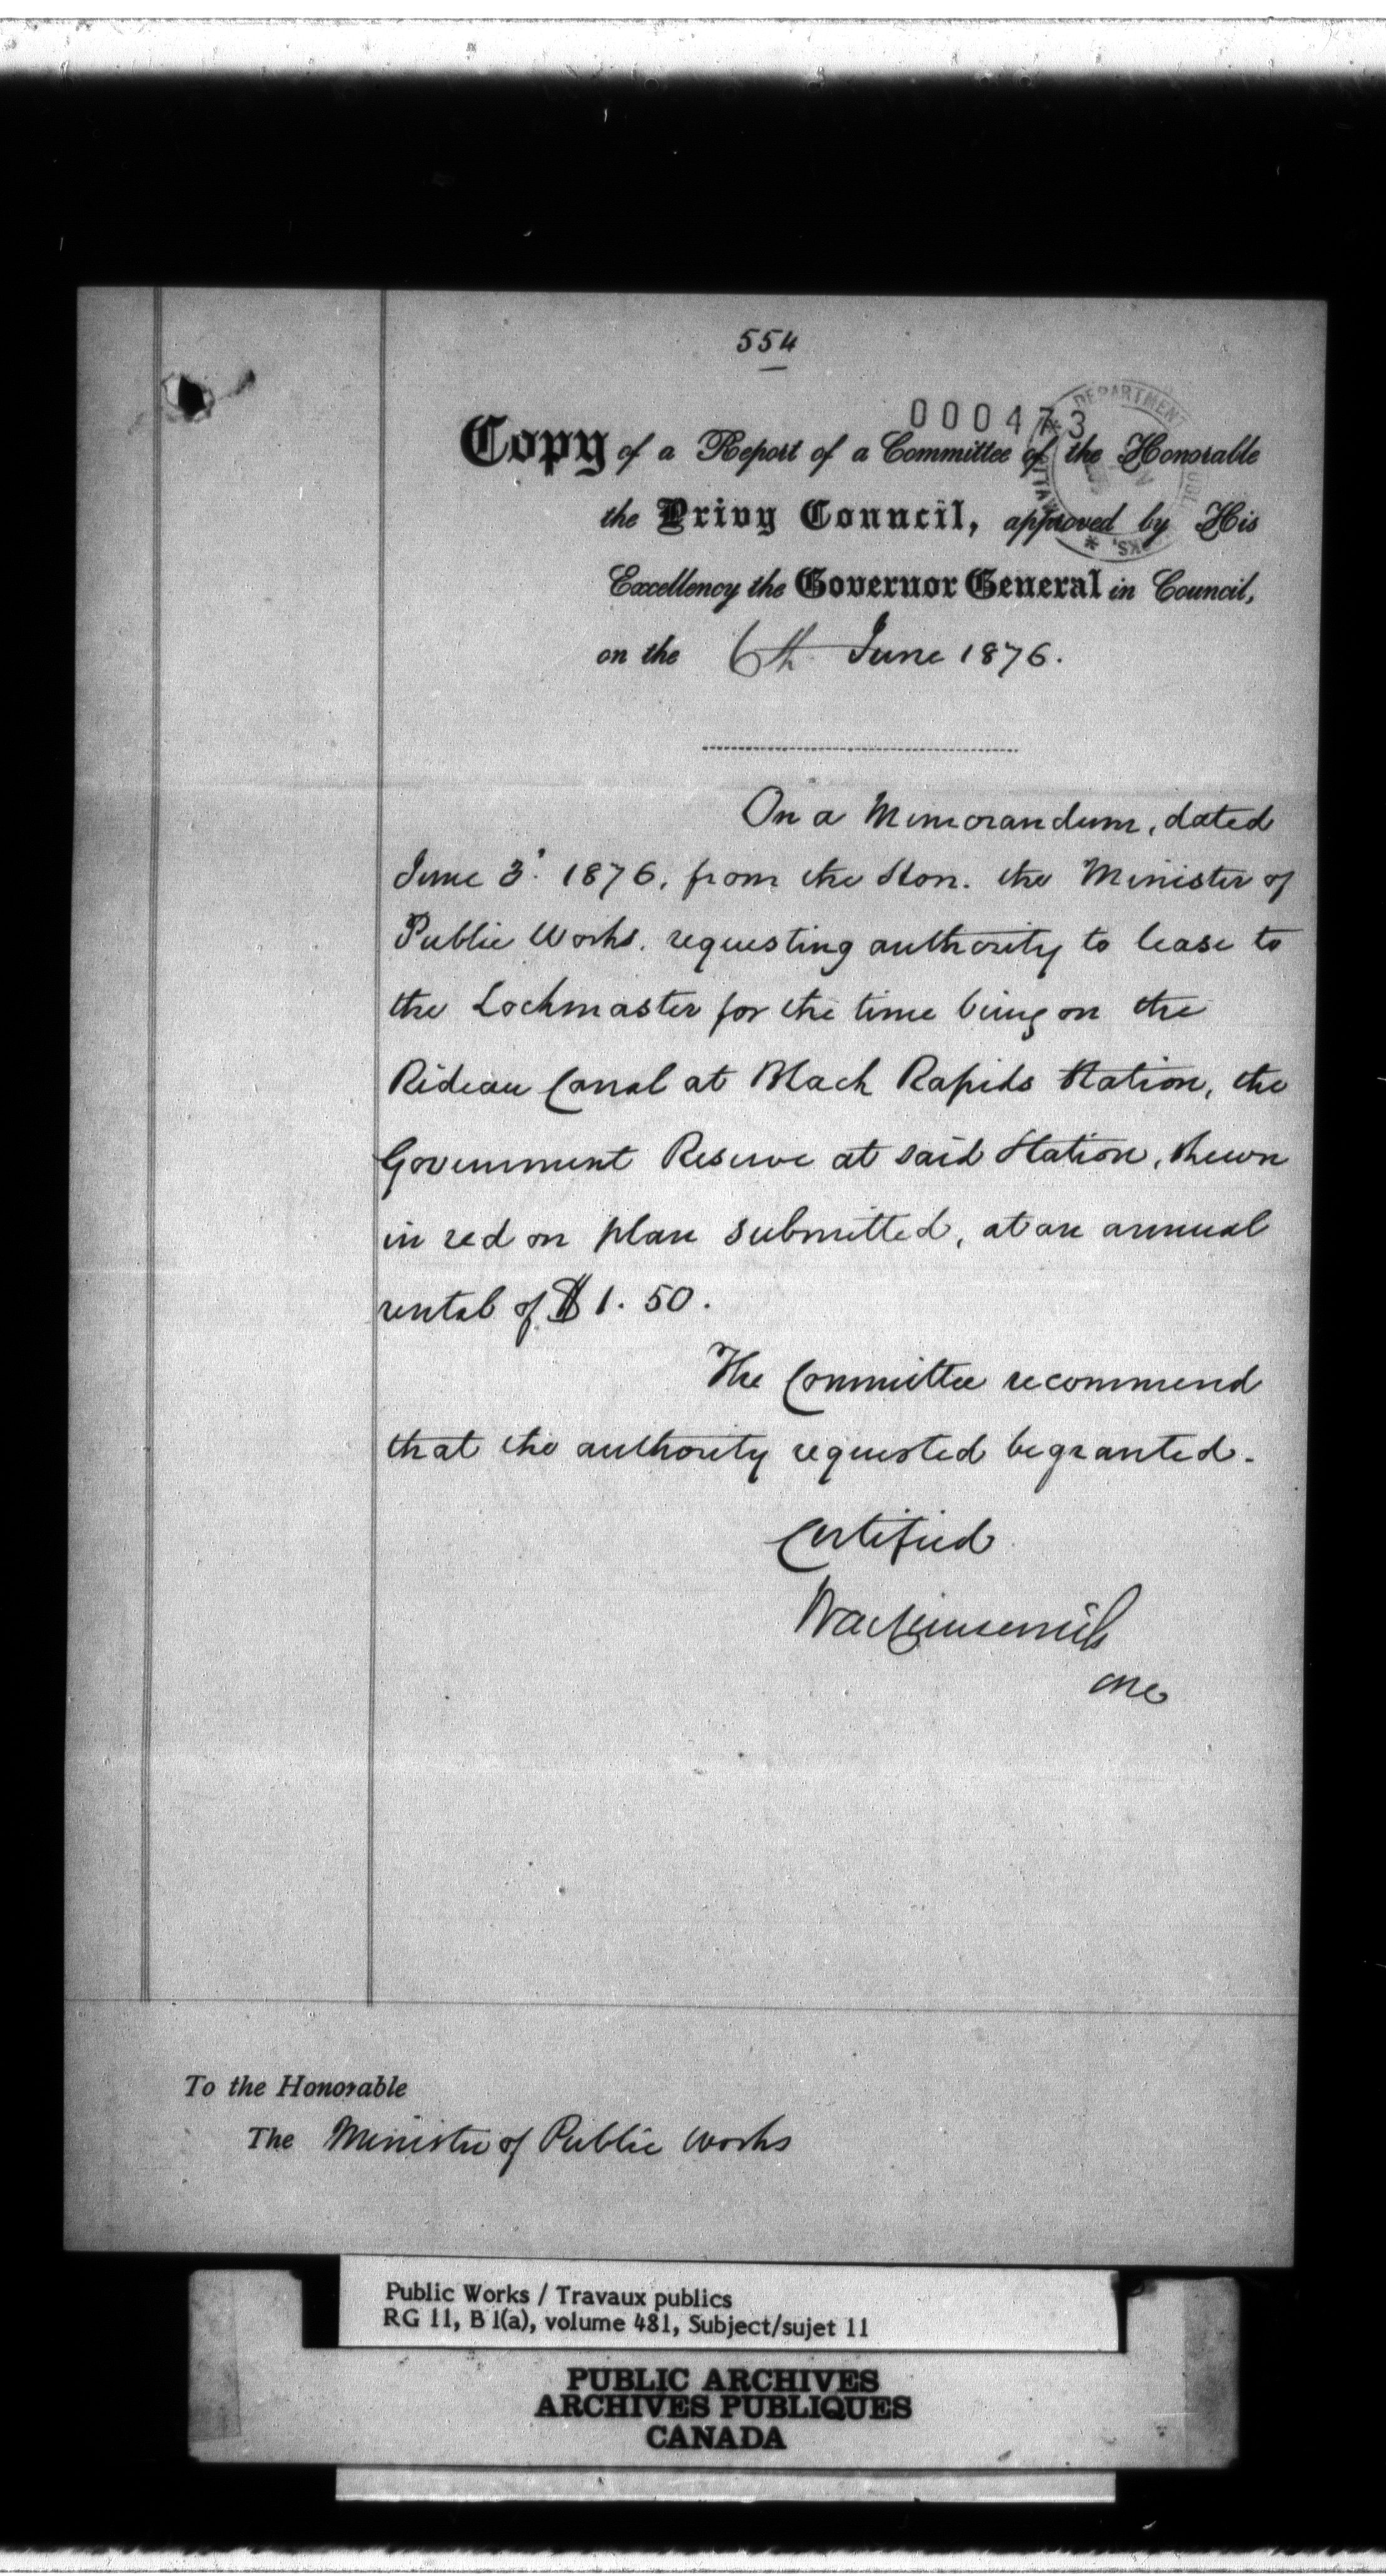 554
000473
DEPARTMENT
Copy of a Report of a Committee of the Honorable
the Privy Council, approved by His
Excellency the Governor General in Council,
on the 6th June 1876.
On a Memorandum, dated
June 3d 1876, from the Hon. the Minister of
Public Works, requesting authority to lease to
the Lockmaster for the time being on the
Rideau Canal at Black Rapids Station, the
Government Reserve at said Station, shewn
in red on plan submitted, at an annual
rental of $1.50.
The Committee recommend
that the authority requested be granted.
Certified
To the Honorable
The Minister of Public Works
Public Works / Travaux publics
RG 11, B 1(a), volume 481, Subject/sujet 11
PUBLIC ARCHIVES
ARCHIVES PUBLIQUES
CANADA